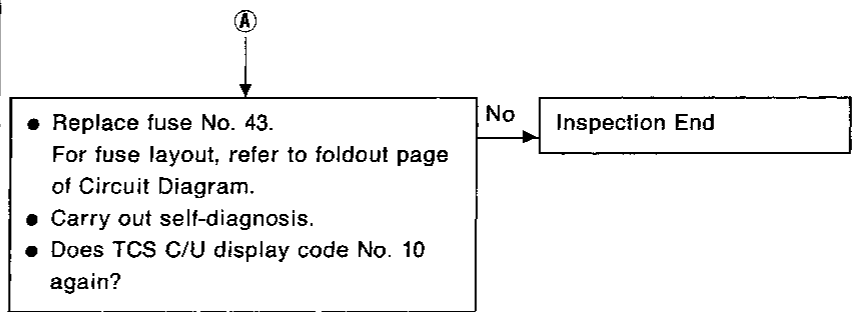 Ⓐ
● Replace fuse No. 43.
For fuse layout, refer to foldout page
of Circuit Diagram.
● Carry out self-diagnosis.
● Does TCS C/U display code No. 10
again?
No
Inspection End